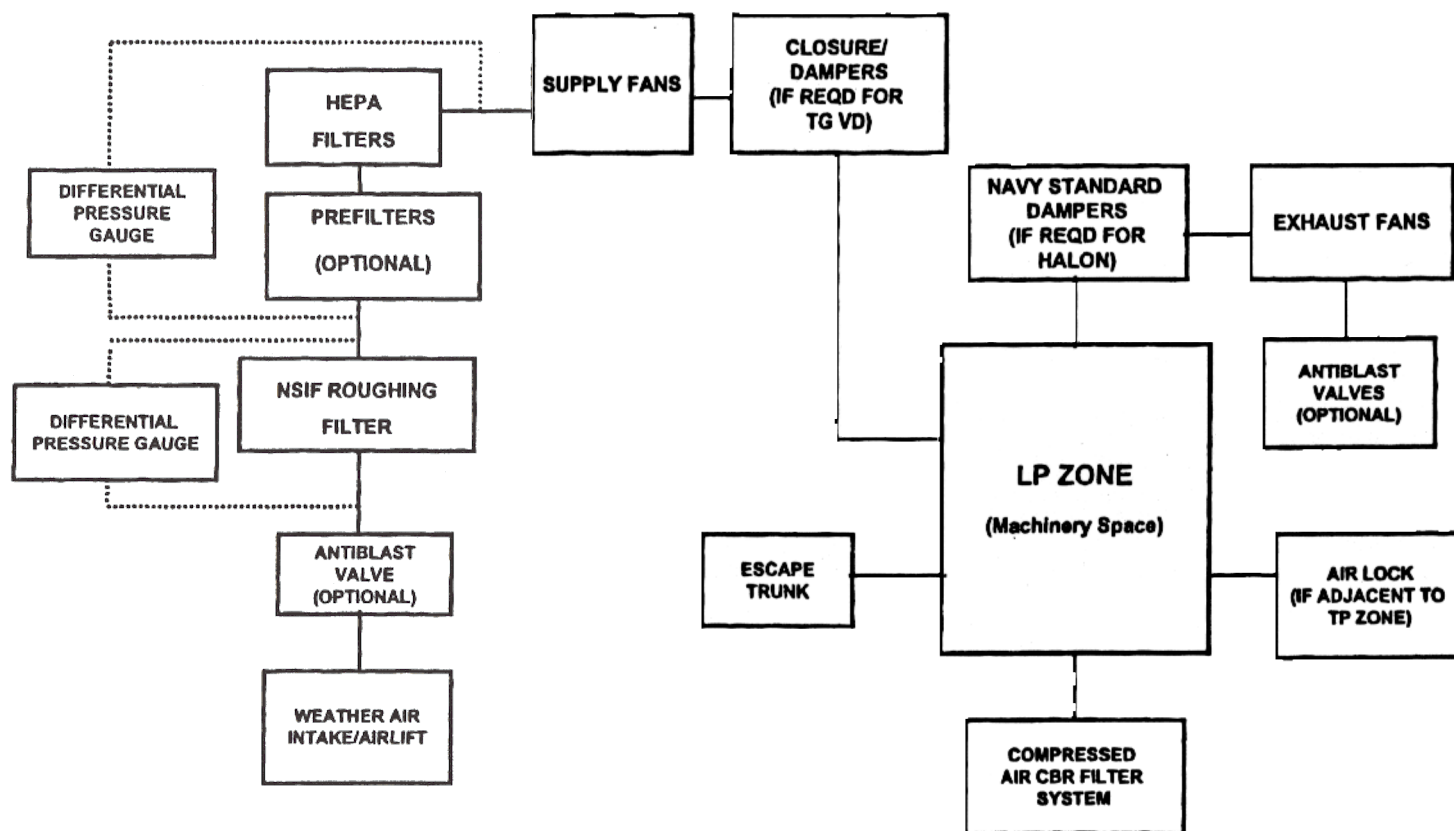 SUPPLY FANS
CLOSURE/
DAMPERS
(IF REQD FOR
TG VD)
HEPA
FILTERS
DIFFERENTIAL
PRESSURE
GAUGE
PREFILTERS
(OPTIONAL)
NAVY STANDARD
DAMPERS
(IF REQD FOR
HALON)
EXHAUST FANS
DIFFERENTIAL
PRESSURE GAUGE
NSIF ROUGHING
FILTER
ANTIBLAST
VALVES
(OPTIONAL)
LP ZONE
(Machinery Space)
ANTIBLAST
VALVE
(OPTIONAL)
ESCAPE
TRUNK
AIR LOCK
(IF ADJACENT TO
TP ZONE)
WEATHER AIR
INTAKE/AIRLIFT
COMPRESSED
AIR CBR FILTER
SYSTEM